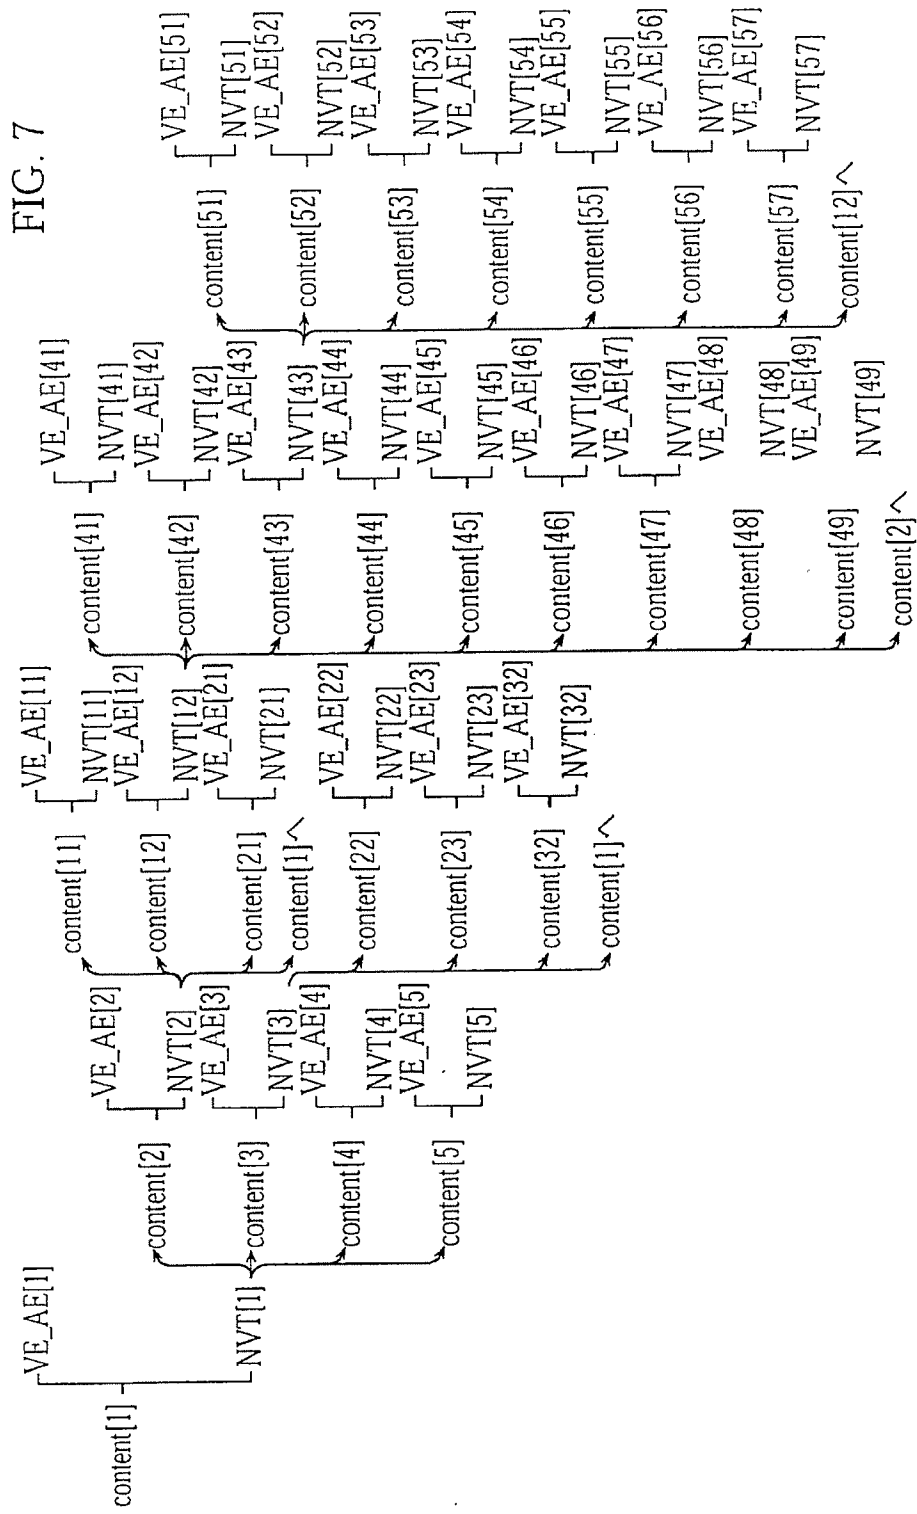 FIG. 7
content[1]
VE_AE[1]
NVT[1]
content[2]
content[3]
content[4]
content[5]
VE_AE[2]
NVT[2]
VE_AE[3]
NVT[3]
VE_AE[4]
NVT[4]
VE_AE[5]
NVT[5]
content[11]
content[12]
content[21]
content[1]へ
content[22]
content[23]
content[32]
content[1]へ
VE_AE[11]
NVT[11]
VE_AE[12]
NVT[12]
VE_AE[21]
NVT[21]
VE_AE[22]
NVT[22]
VE_AE[23]
NVT[23]
VE_AE[32]
NVT[32]
content[41]
content[42]
content[43]
content[44]
content[45]
content[46]
content[47]
content[48]
content[49]
content[2]へ
VE_AE[41]
NVT[41]
VE_AE[42]
NVT[42]
VE_AE[43]
NVT[43]
VE_AE[44]
NVT[44]
VE_AE[45]
NVT[45]
VE_AE[46]
NVT[46]
VE_AE[47]
NVT[47]
VE_AE[48]
NVT[48]
VE_AE[49]
NVT[49]
content[51]
content[52]
content[53]
content[54]
content[55]
content[56]
content[57]
content[12]へ
VE_AE[51]
NVT[51]
VE_AE[52]
NVT[52]
VE_AE[53]
NVT[53]
VE_AE[54]
NVT[54]
VE_AE[55]
NVT[55]
VE_AE[56]
NVT[56]
VE_AE[57]
NVT[57]